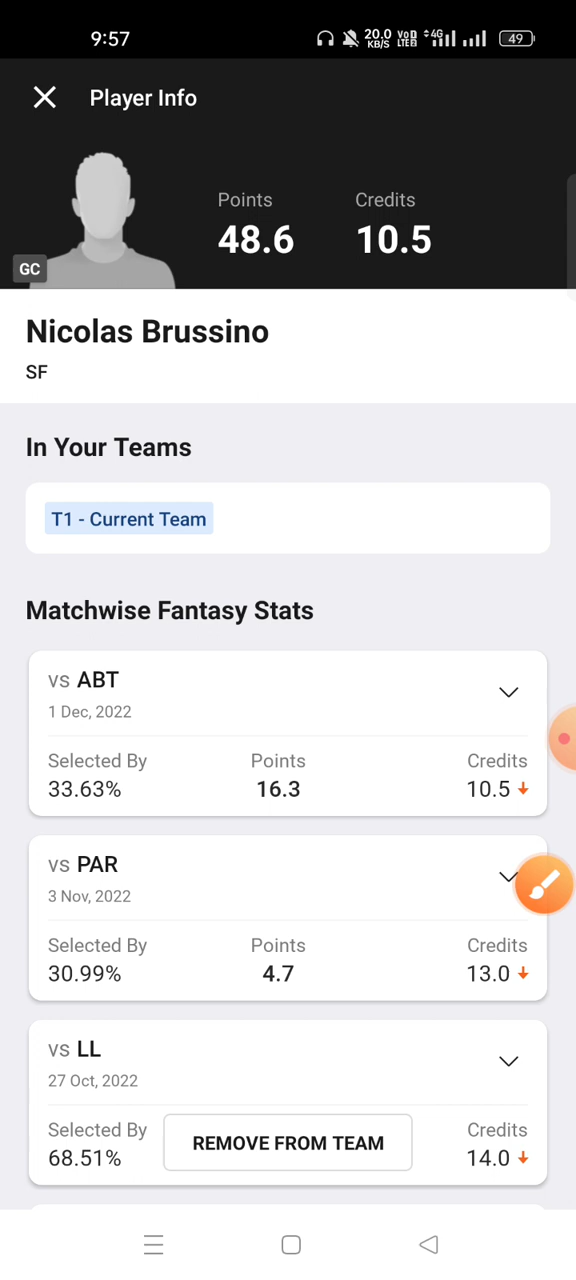 9:57
20.0 KB/S VoD LTE2 4G 49
Player Info
Points Credits
48.6 10.5
GC
Nicolas Brussino
SF
In Your Teams
T1 - Current Team
Matchwise Fantasy Stats
vs ABT
1 Dec, 2022
Selected By Points Credits
33.63% 16.3 10.5
vs PAR
3 Nov, 2022
Selected By Points Credits
30.99% 4.7 13.0
vs LL
27 Oct, 2022
Selected By Credits
68.51% 14.0
REMOVE FROM TEAM